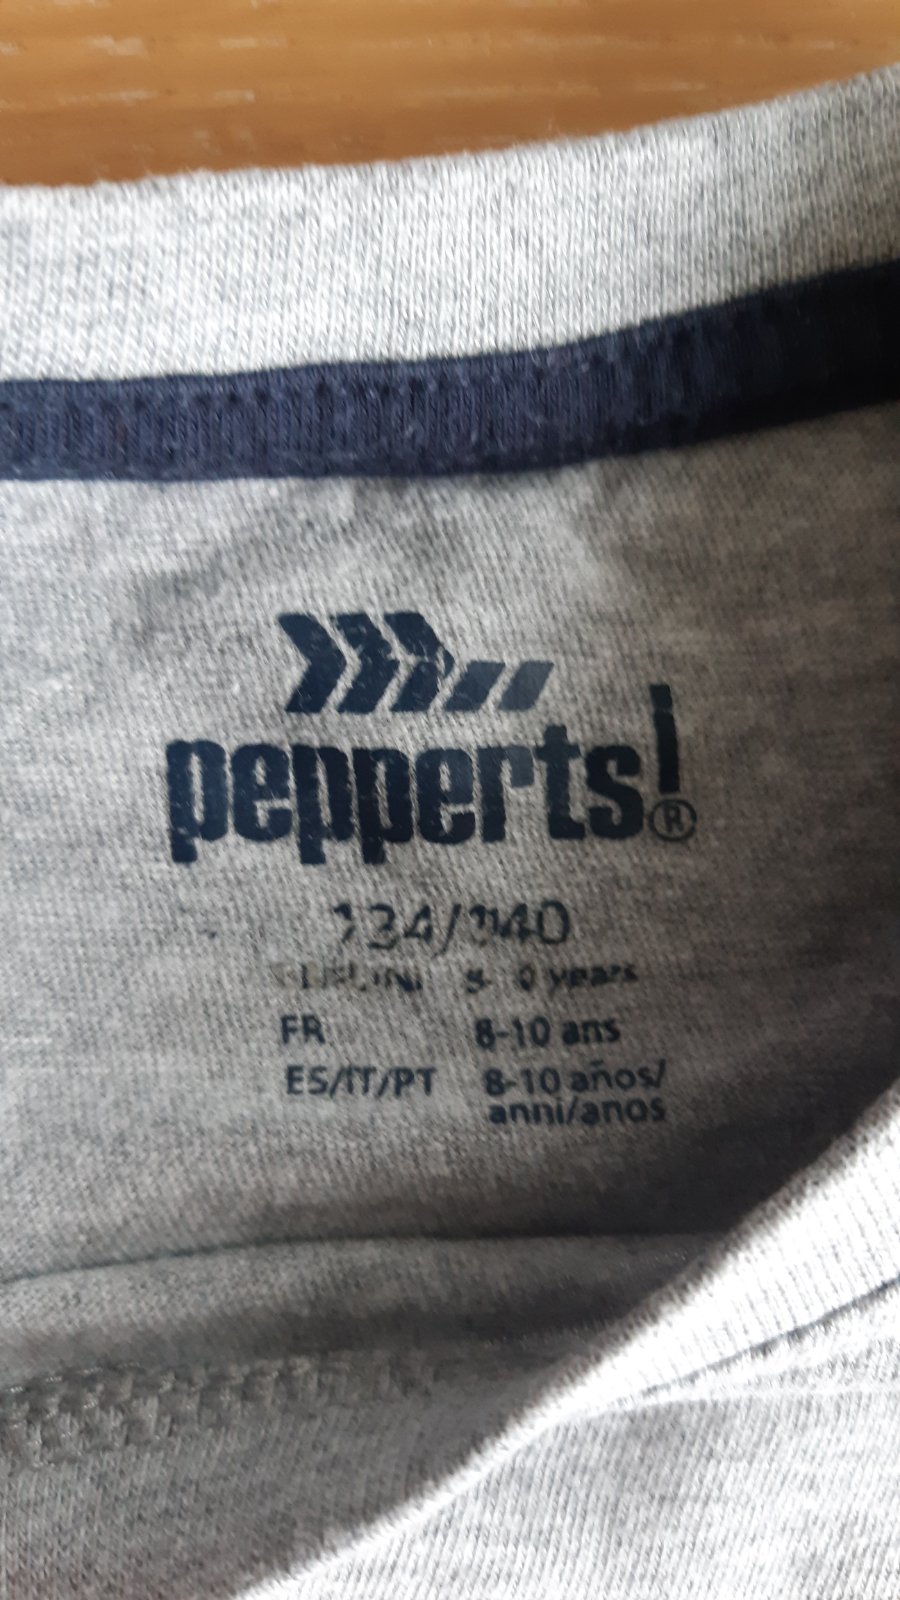 pepperts!®
134/140
years
FR 8-10 ans
ES/IT/PT 8-10 años/
anni/anos